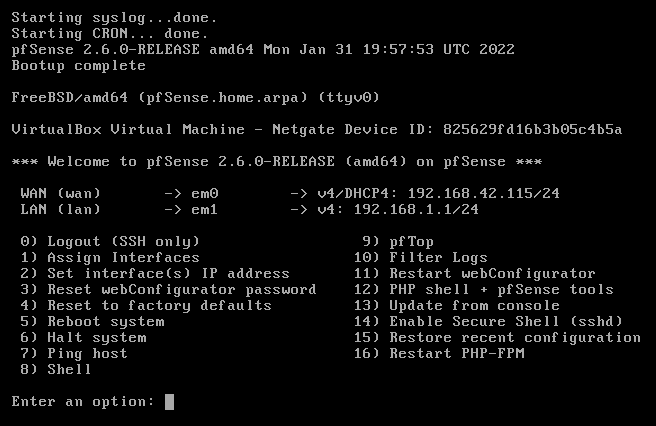 Starting syslog...done.
Starting CRON... done.
pfSense 2.6.0-RELEASE amd64 Mon Jan 31 19:57:53 UTC 2022
Bootup complete
FreeBSD/amd64 (pfSense.home.arpa) (ttyv0)
VirtualBox Virtual Machine - Netgate Device ID: 825629fd16b3b05c4b5a
*** Welcome to pfSense 2.6.0-RELEASE (amd64) on pfSense ***
WAN (wan)       -> em0        -> v4/DHCP4: 192.168.42.115/24
LAN (lan)       -> em1        -> v4: 192.168.1.1/24
0) Logout (SSH only)                  9) pfTop
1) Assign Interfaces                 10) Filter Logs
2) Set interface(s) IP address       11) Restart webConfigurator
3) Reset webConfigurator password    12) PHP shell + pfSense tools
4) Reset to factory defaults         13) Update from console
5) Reboot system                     14) Enable Secure Shell (sshd)
6) Halt system                       15) Restore recent configuration
7) Ping host                         16) Restart PHP-FPM
8) Shell
Enter an option: